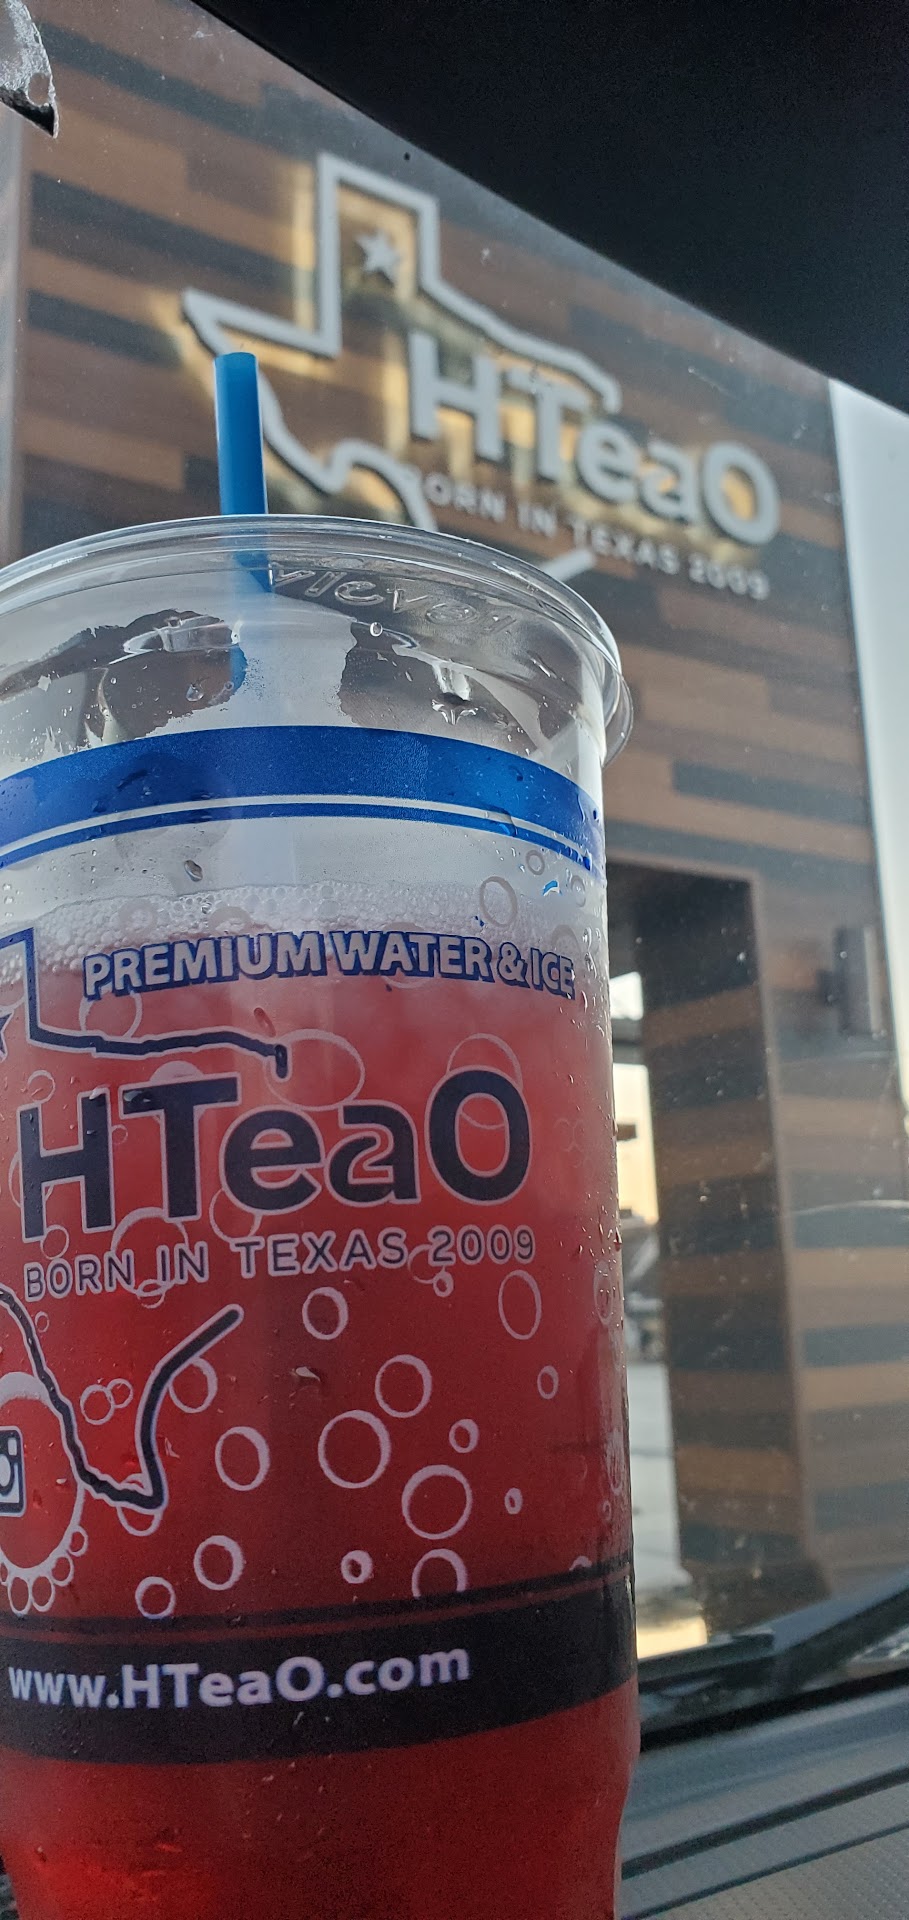 HTeaO
BORN IN TEXAS 2009
PREMIUM WATER & ICE
HTeaO
BORN IN TEXAS 2009
www.HTeaO.com